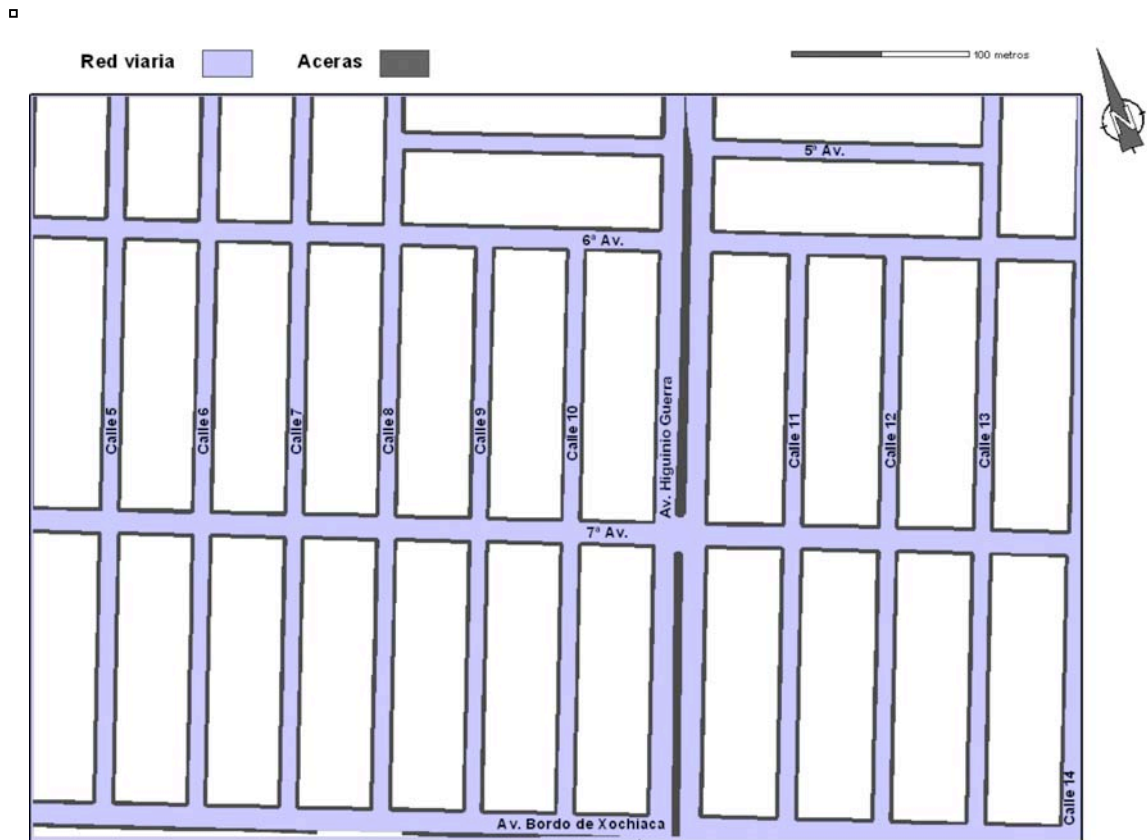 Red viaria
Aceras
100 metros
N
5ª Av.
6ª Av.
Calle 5
Calle 6
Calle 7
Calle 8
Calle 9
Calle 10
Av. Higuinio Guerra
Calle 11
Calle 12
Calle 13
7ª Av.
Calle 14
Av. Bordo de Xochiaca